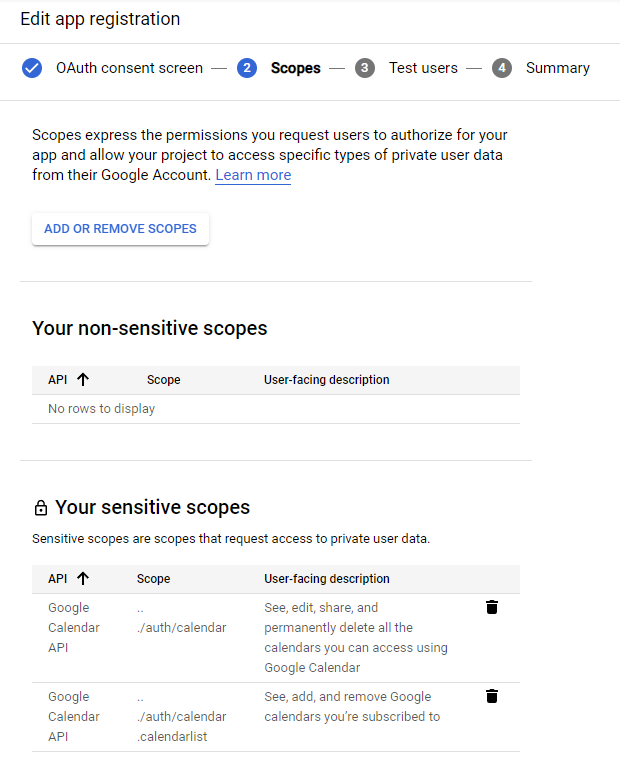 Edit app registration
OAuth consent screen — 2 Scopes — 3 Test users — 4 Summary
Scopes express the permissions you request users to authorize for your
app and allow your project to access specific types of private user data
from their Google Account. Learn more
ADD OR REMOVE SCOPES
Your non-sensitive scopes
API ↑ Scope User-facing description
No rows to display
Your sensitive scopes
Sensitive scopes are scopes that request access to private user data.
API ↑ Scope User-facing description
Google .. See, edit, share, and
Calendar ./auth/calendar permanently delete all the
API calendars you can access using
Google Calendar
Google .. See, add, and remove Google
Calendar ./auth/calendar calendars you’re subscribed to
API .calendarlist